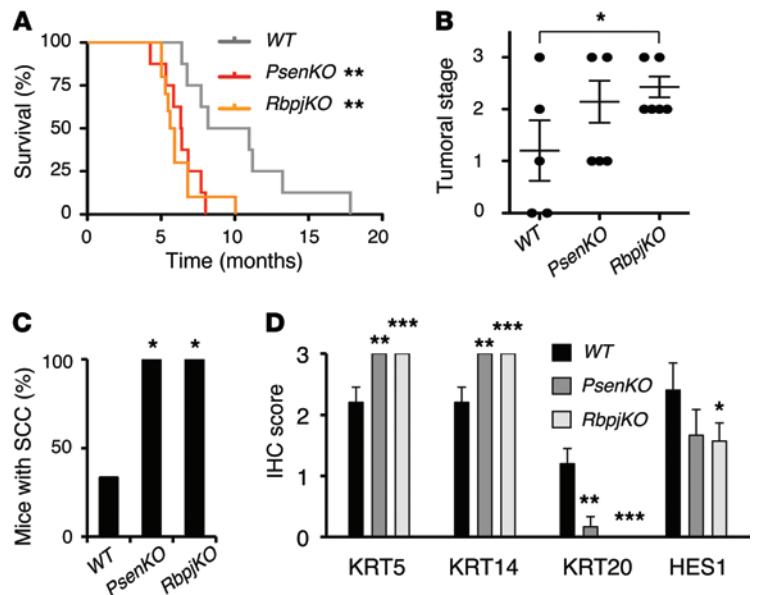 A
WT
PsenKO **
RbpjKO **
Survival (%)
100
75
50
25
0
0 5 10 15 20
Time (months)
B
*
Tumoral stage
3
2
1
0
WT PsenKO RbpjKO
C
* *
Mice with SCC (%)
100
50
0
WT PsenKO RbpjKO
D
** *** ** ***
WT
PsenKO
RbpjKO
IHC score
3
2
1
0
** *** *
KRT5 KRT14 KRT20 HES1